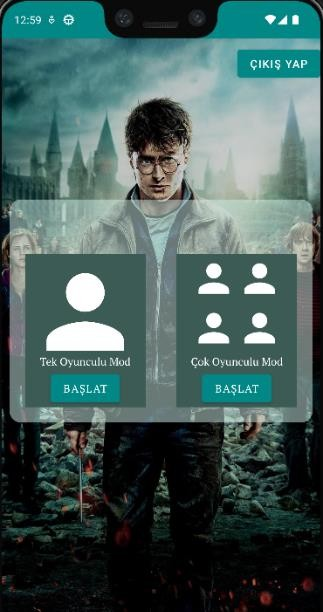 12:59
ÇIKIŞ YAP
Tek Oyunculu Mod
Çok Oyunculu Mod
BAŞLAT
BAŞLAT